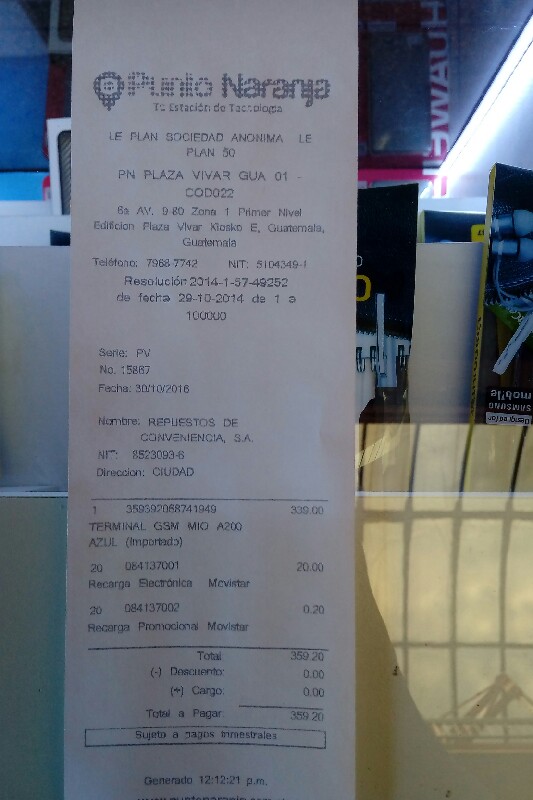 Punto Naranja
Tu Estación de Tecnología
LE PLAN SOCIEDAD ANONIMA LE
PLAN 50
PN PLAZA VIVAR GUA 01 -
COD022
6a AV. 9-80 Zona 1 Primer Nivel
Edificion Plaza Vivar Kiosko E, Guatemala,
Guatemala
Teléfono: 7968-7742 NIT: 5104349-1
Resolución 2014-1-57-49252
de fecha 29-10-2014 de 1 a
100000
Serie: PV
No. 15867
Fecha: 30/10/2016
Nombre: REPUESTOS DE
CONVENIENCIA, S.A.
NIT: 8523093-6
Direccion: CIUDAD
1 359392068741949 339.00
TERMINAL GSM MIO A200
AZUL (Importado)
20 084137001 20.00
Recarga Electrónica Movistar
20 084137002 0.20
Recarga Promocional Movistar
Total 359.20
(-) Descuento: 0.00
(+) Cargo: 0.00
Total a Pagar: 359.20
Sujeto a pagos trimestrales
Generado 12:12:21 p.m.
HUAWEI
Designed for
SAMSUNG
mobile